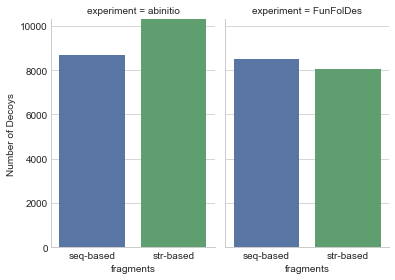 experiment = abinitio
experiment = FunFolDes
10000
8000
6000
4000
2000
0
Number of Decoys
seq-based
str-based
seq-based
str-based
fragments
fragments